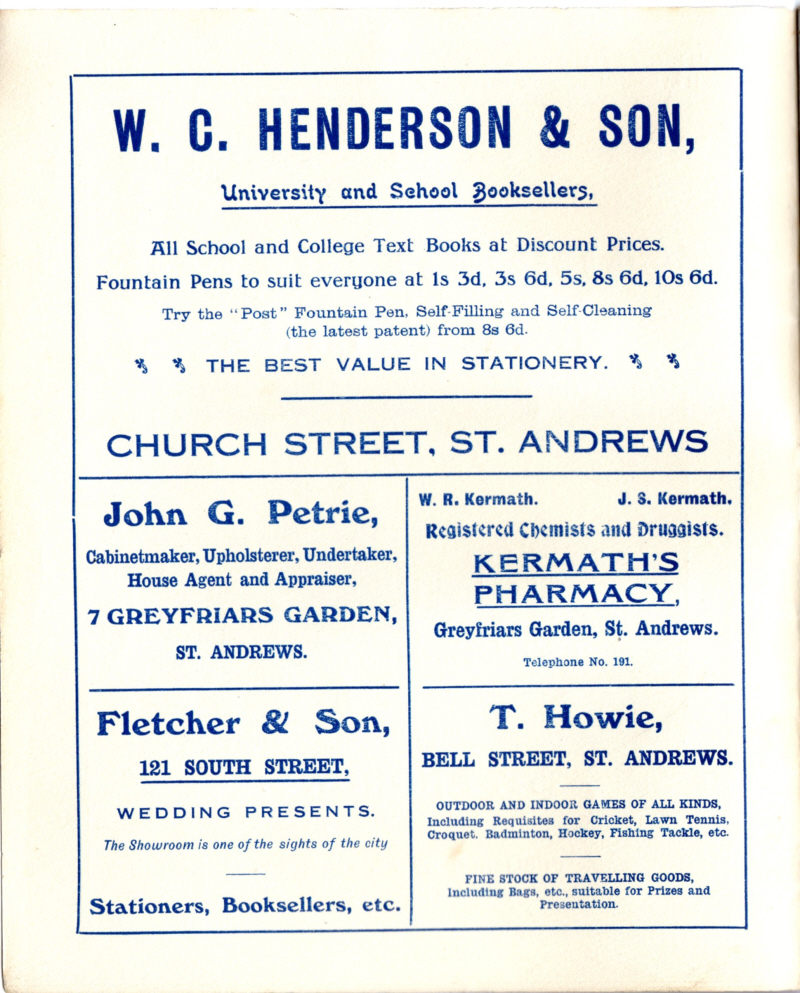 W. C. HENDERSON & SON,
University and School Booksellers,
All School and College Text Books at Discount Prices.
Fountain Pens to suit everyone at 1s 3d, 3s 6d, 5s, 8s 6d, 10s 6d.
Try the "Post" Fountain Pen, Self-Filling and Self-Cleaning
(the latest patent) from 8s 6d.
THE BEST VALUE IN STATIONERY.
CHURCH STREET, ST. ANDREWS
John G. Petrie,
Cabinetmaker, Upholsterer, Undertaker,
House Agent and Appraiser,
7 GREYFRIARS GARDEN,
ST. ANDREWS.
W. R. Kermath. J. S. Kermath.
Registered Chemists and Druggists.
KERMATH'S
PHARMACY,
Greyfriars Garden, St. Andrews.
Telephone No. 191.
Fletcher & Son,
121 SOUTH STREET,
WEDDING PRESENTS.
The Showroom is one of the sights of the city
Stationers, Booksellers, etc.
T. Howie,
BELL STREET, ST. ANDREWS.
OUTDOOR AND INDOOR GAMES OF ALL KINDS,
Including Requisites for Cricket, Lawn Tennis,
Croquet. Badminton, Hockey, Fishing Tackle, etc.
FINE STOCK OF TRAVELLING GOODS,
Including Bags, etc., suitable for Prizes and
Presentation.